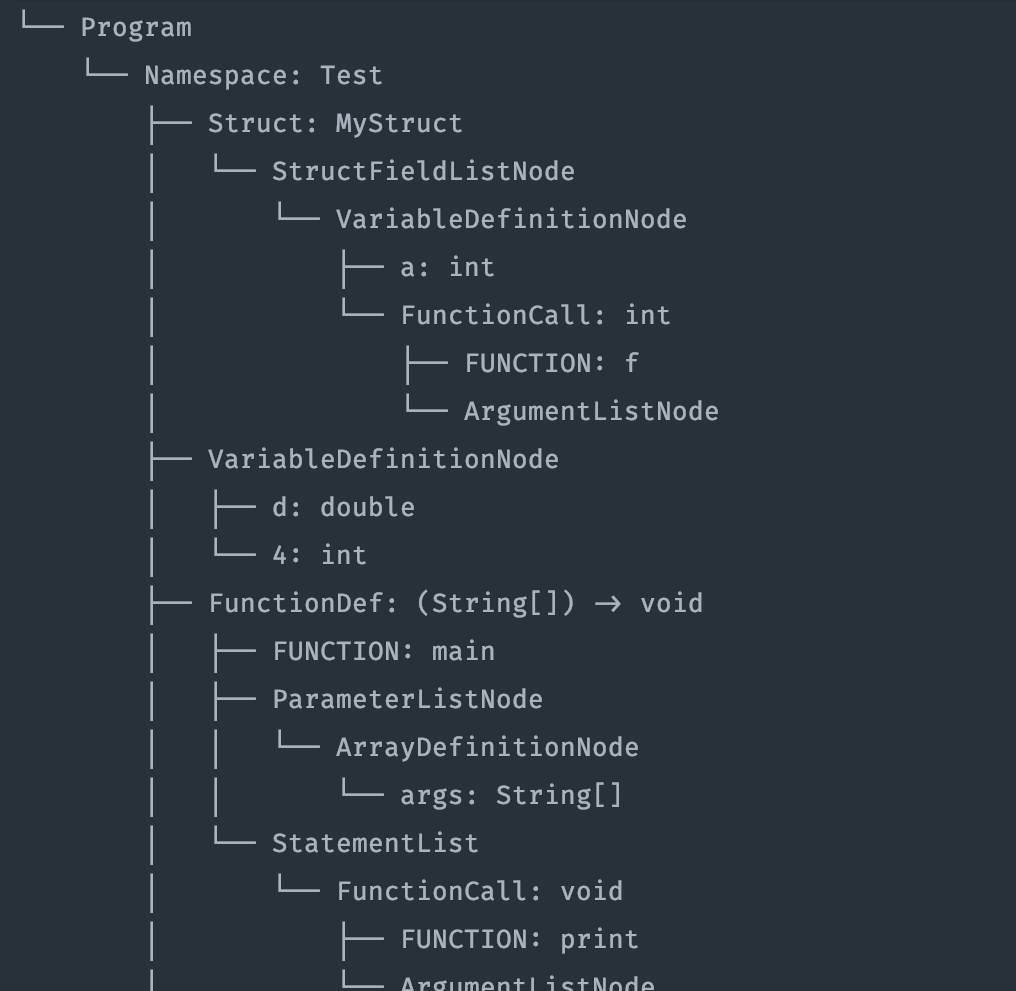 └── Program
    └── Namespace: Test
        ├── Struct: MyStruct
        │   └── StructFieldListNode
        │       └── VariableDefinitionNode
        │           ├── a: int
        │           └── FunctionCall: int
        │               ├── FUNCTION: f
        │               └── ArgumentListNode
        ├── VariableDefinitionNode
        │   ├── d: double
        │   └── 4: int
        ├── FunctionDef: (String[]) -> void
        │   ├── FUNCTION: main
        │   ├── ParameterListNode
        │   │   └── ArrayDefinitionNode
        │   │       └── args: String[]
        │   └── StatementList
        │       └── FunctionCall: void
        │           ├── FUNCTION: print
        │           └── ArgumentListNode